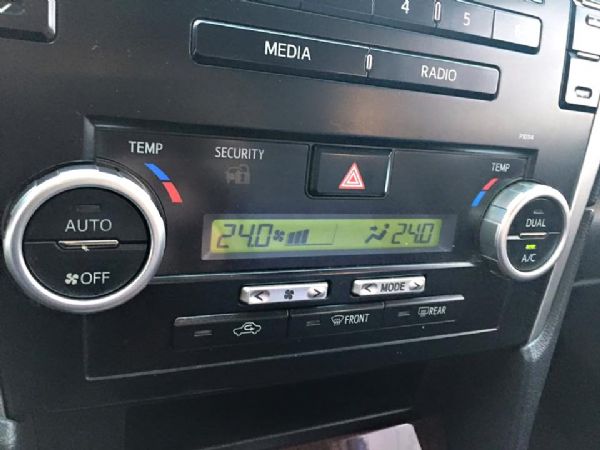 4 5
MEDIA
RADIO
TEMP
SECURITY
TEMP
AUTO
OFF
24.0
24.0
DUAL
A/C
< >
< MODE >
FRONT
REAR